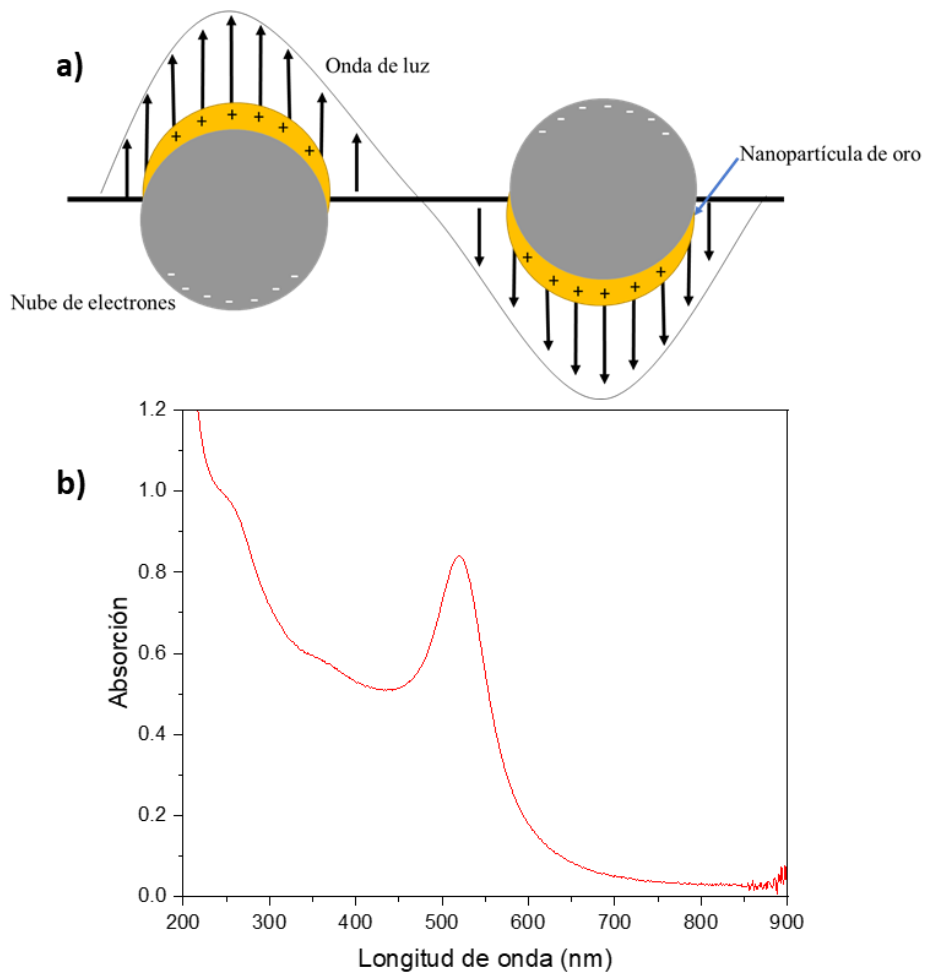 a)
Onda de luz
Nanopartícula de oro
Nube de electrones
+ + + + + + +
- - - - - - -
- - - - - - -
+ + + + + + +
b)
1.2
1.0
0.8
0.6
0.4
0.2
0.0
Absorción
200 300 400 500 600 700 800 900
Longitud de onda (nm)